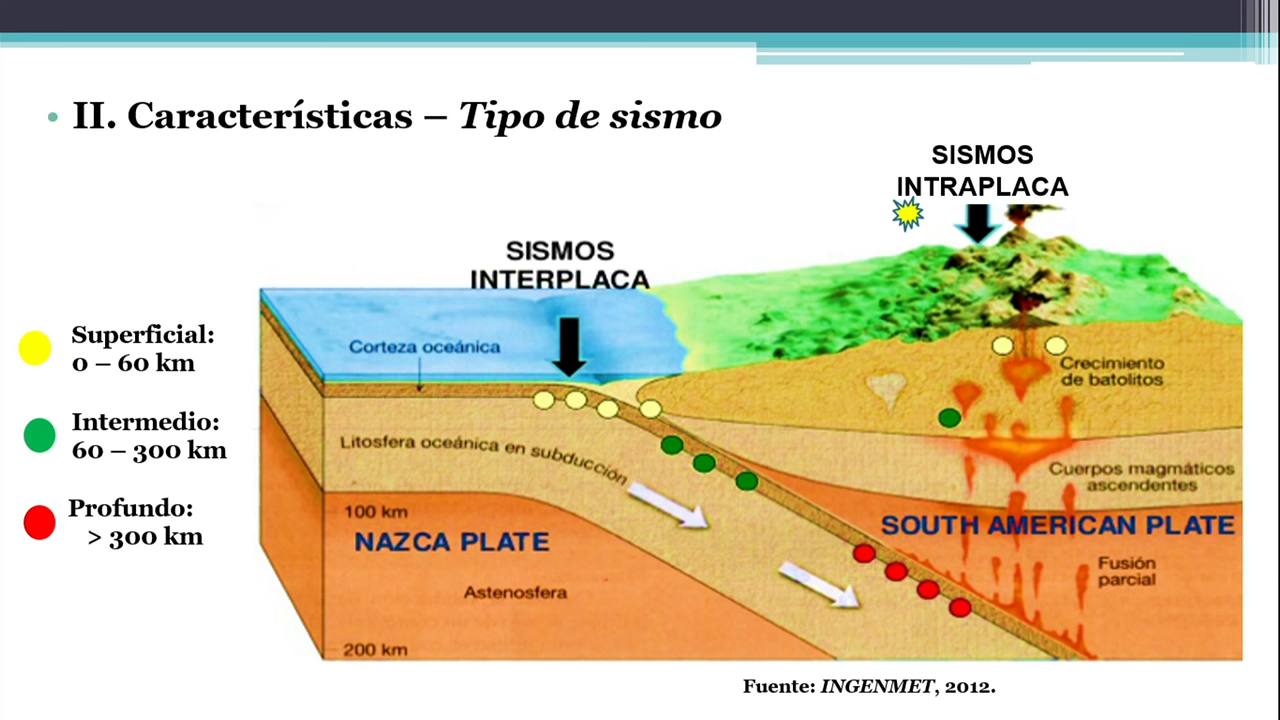 • II. Características – Tipo de sismo
SISMOS
INTRAPLACA
SISMOS
INTERPLACA
Superficial:
0 – 60 km
Intermedio:
60 – 300 km
Profundo:
> 300 km
Corteza oceánica
Litosfera oceánica en subducción
100 km
NAZCA PLATE
Astenosfera
200 km
Crecimiento
de batolitos
Cuerpos magmáticos
ascendentes
SOUTH AMERICAN PLATE
Fusión
parcial
Fuente: INGENMET, 2012.